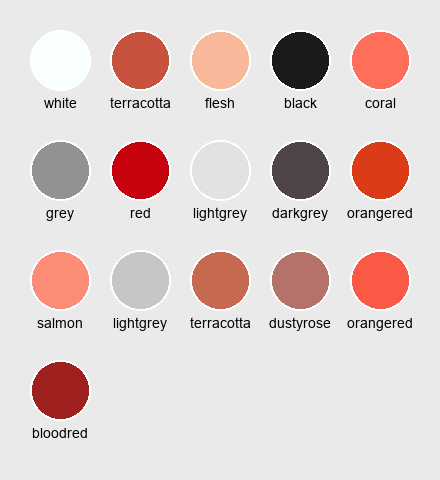 white terracotta flesh black coral
grey red lightgrey darkgrey orangered
salmon lightgrey terracotta dustyrose orangered
bloodred